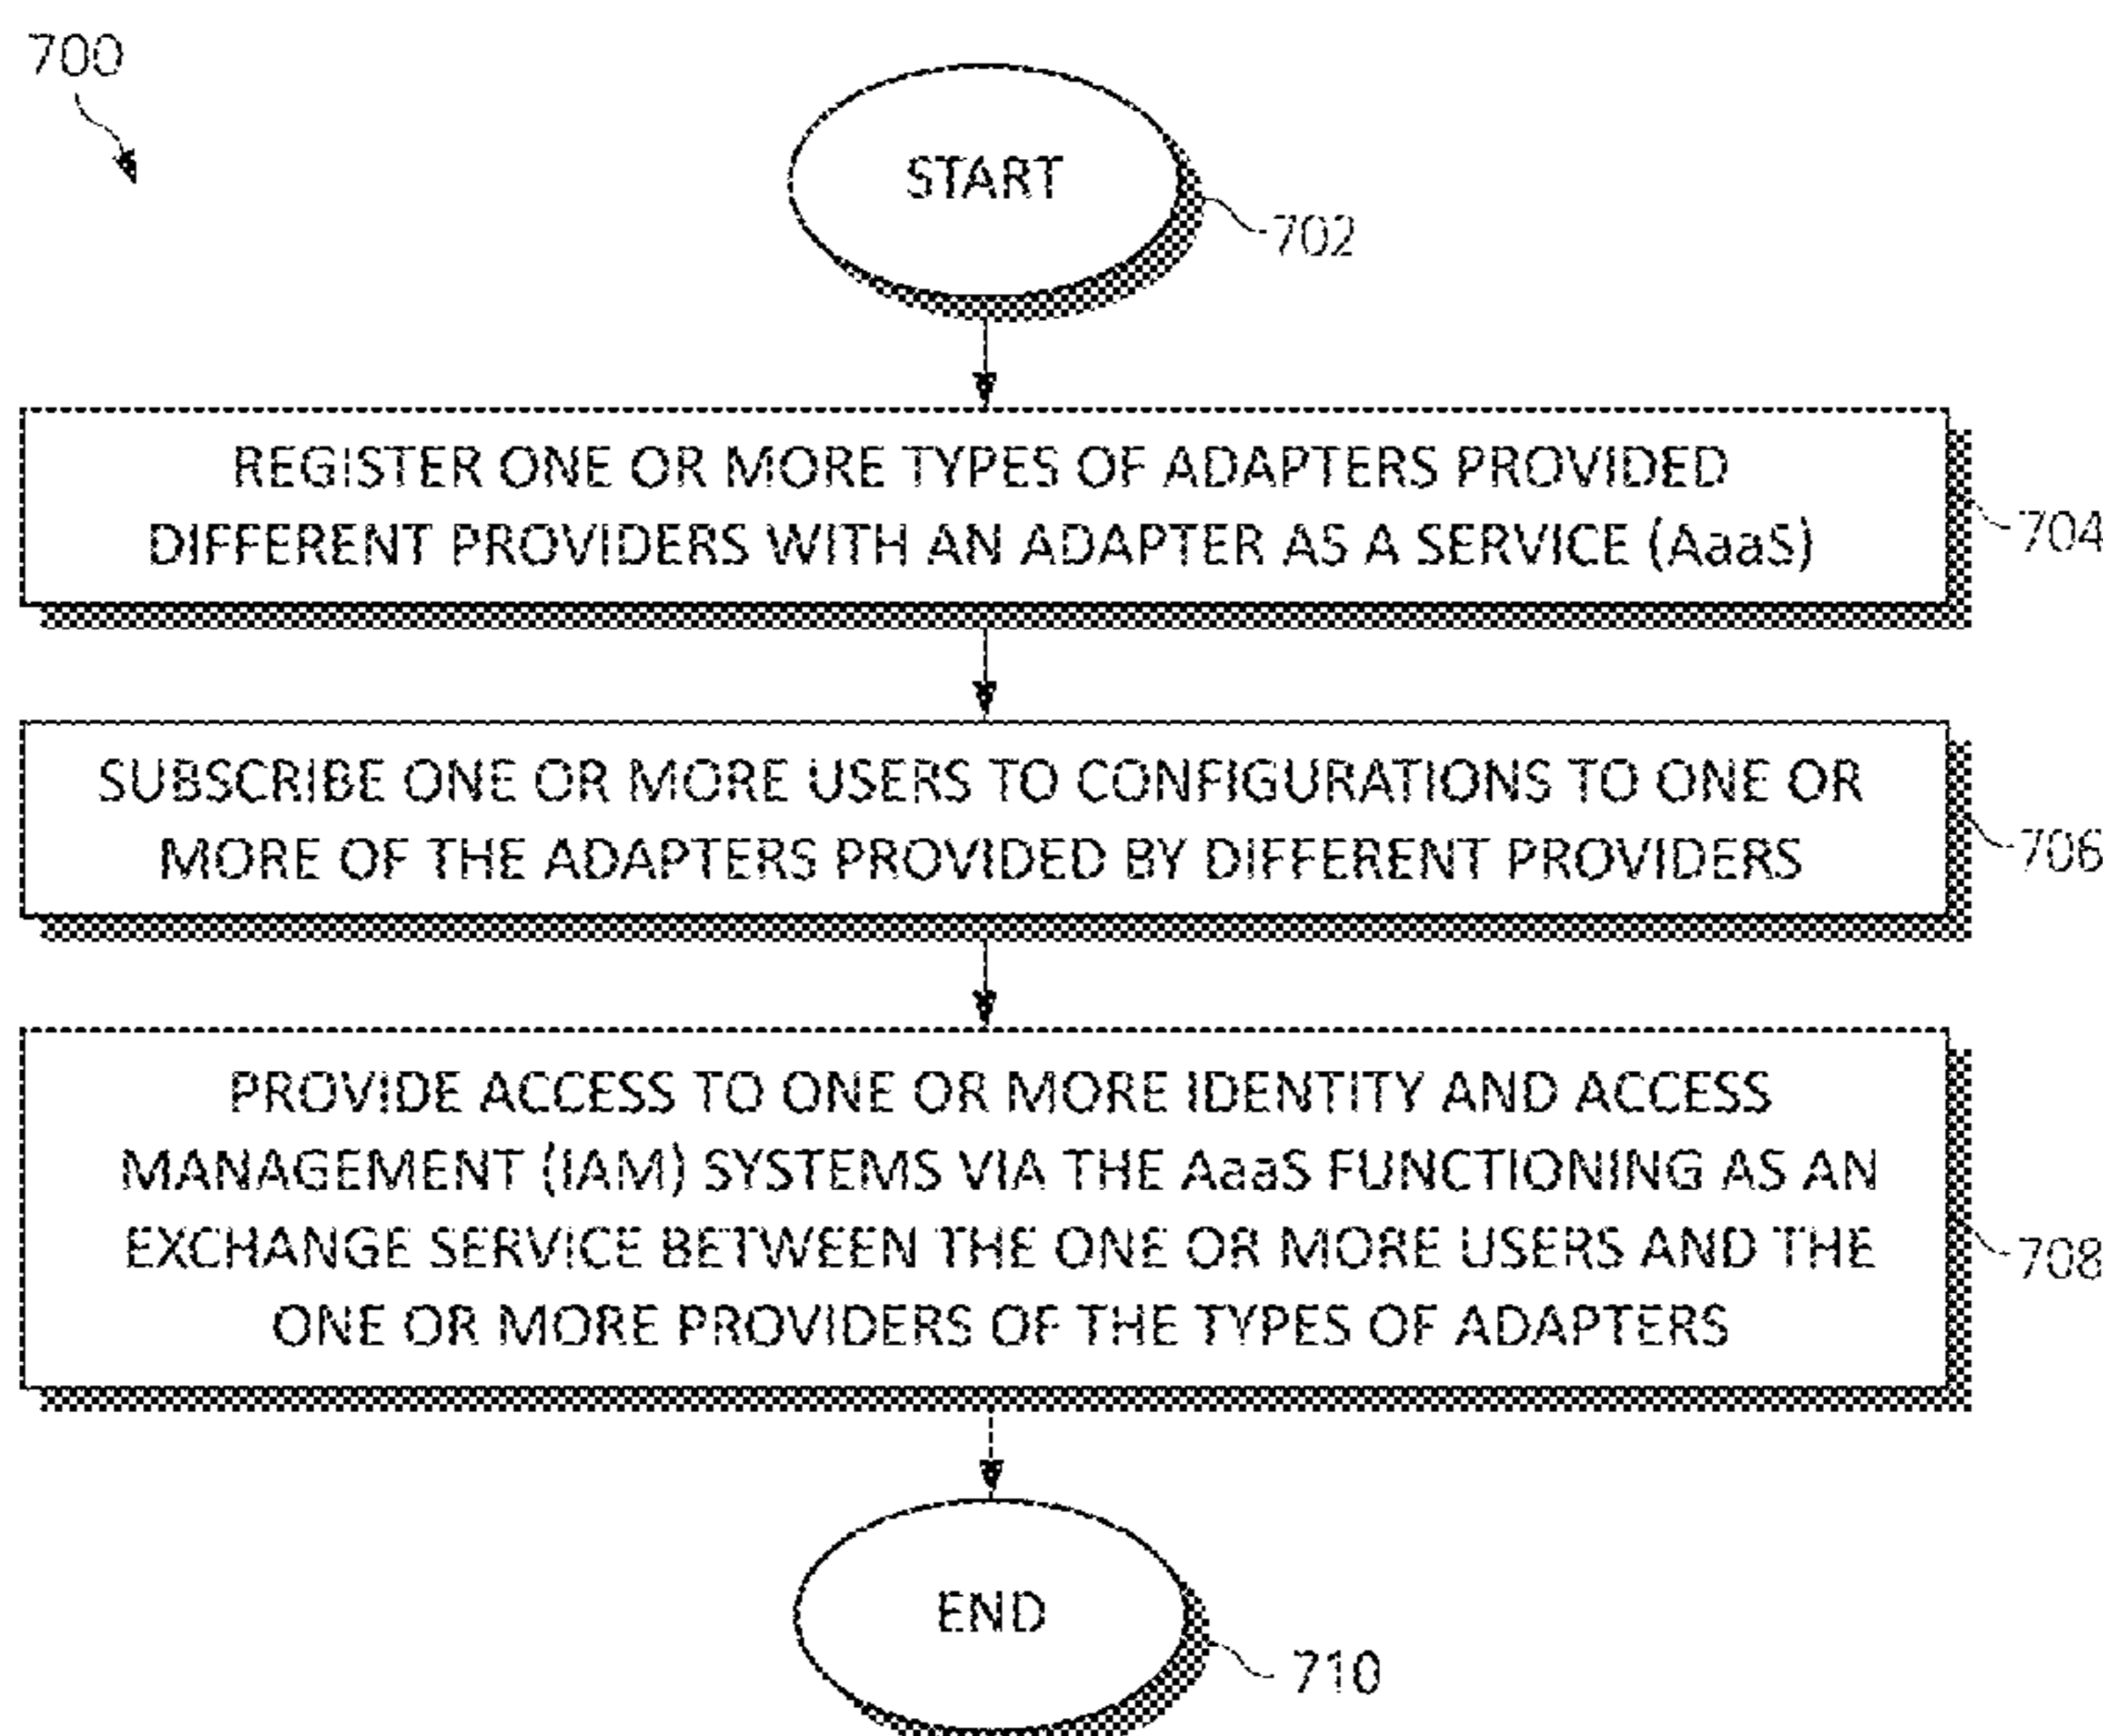 700
START
702
REGISTER ONE OR MORE TYPES OF ADAPTERS PROVIDED
DIFFERENT PROVIDERS WITH AN ADAPTER AS A SERVICE (AaaS)
704
SUBSCRIBE ONE OR MORE USERS TO CONFIGURATIONS TO ONE OR
MORE OF THE ADAPTERS PROVIDED BY DIFFERENT PROVIDERS
706
PROVIDE ACCESS TO ONE OR MORE IDENTITY AND ACCESS
MANAGEMENT (IAM) SYSTEMS VIA THE AaaS FUNCTIONING AS AN
EXCHANGE SERVICE BETWEEN THE ONE OR MORE USERS AND THE
ONE OR MORE PROVIDERS OF THE TYPES OF ADAPTERS
708
END
710